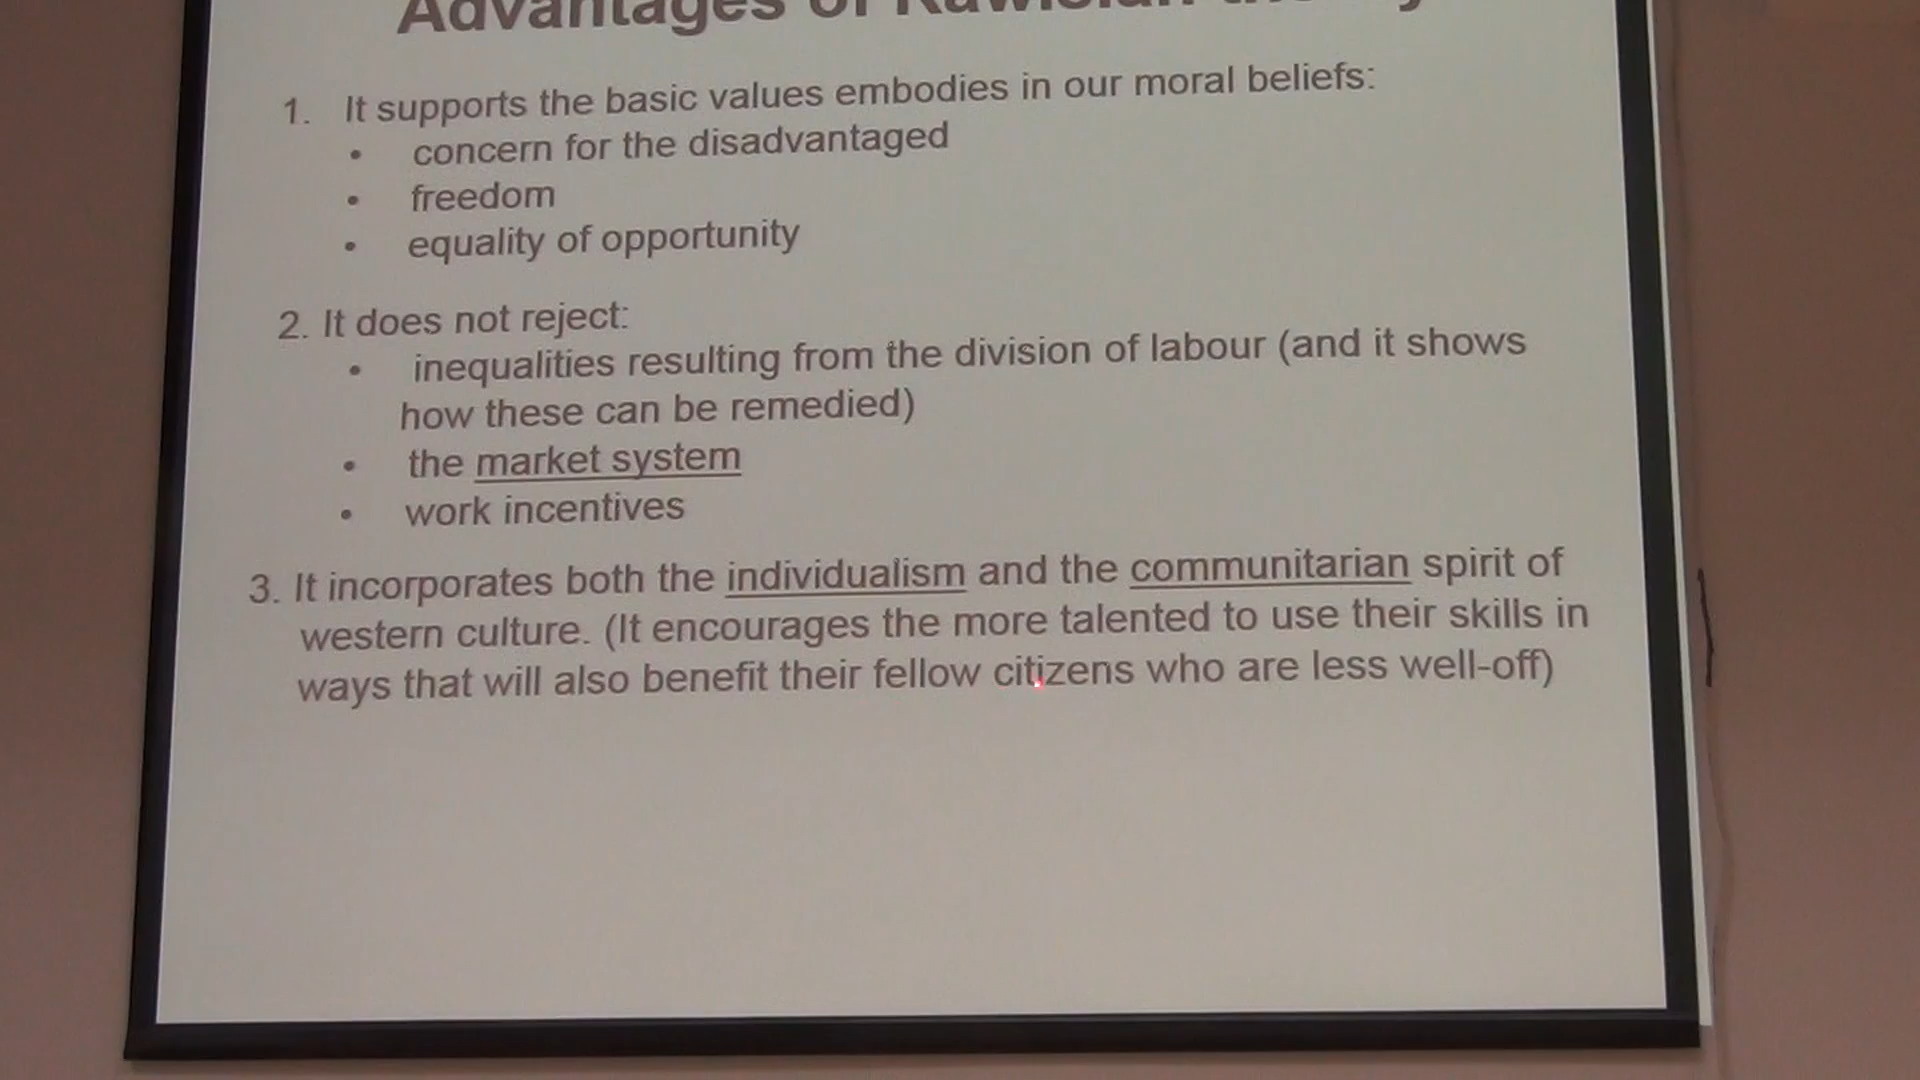 Advantages of Rawlsian theory
1. It supports the basic values embodies in our moral beliefs:
• concern for the disadvantaged
• freedom
• equality of opportunity
2. It does not reject:
• inequalities resulting from the division of labour (and it shows
how these can be remedied)
• the market system
• work incentives
3. It incorporates both the individualism and the communitarian spirit of
western culture. (It encourages the more talented to use their skills in
ways that will also benefit their fellow citizens who are less well-off)